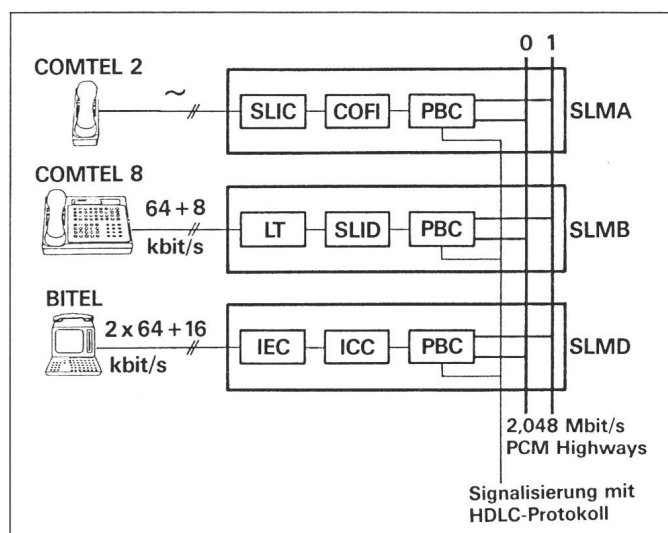 0 1
COMTEL 2
~
SLIC COFI PBC
SLMA
COMTEL 8
64+8
kbit/s
LT SLID PBC
SLMB
BITEL
2 x 64+16
kbit/s
IEC ICC PBC
SLMD
2,048 Mbit/s
PCM Highways
Signalisierung mit
HDLC-Protokoll